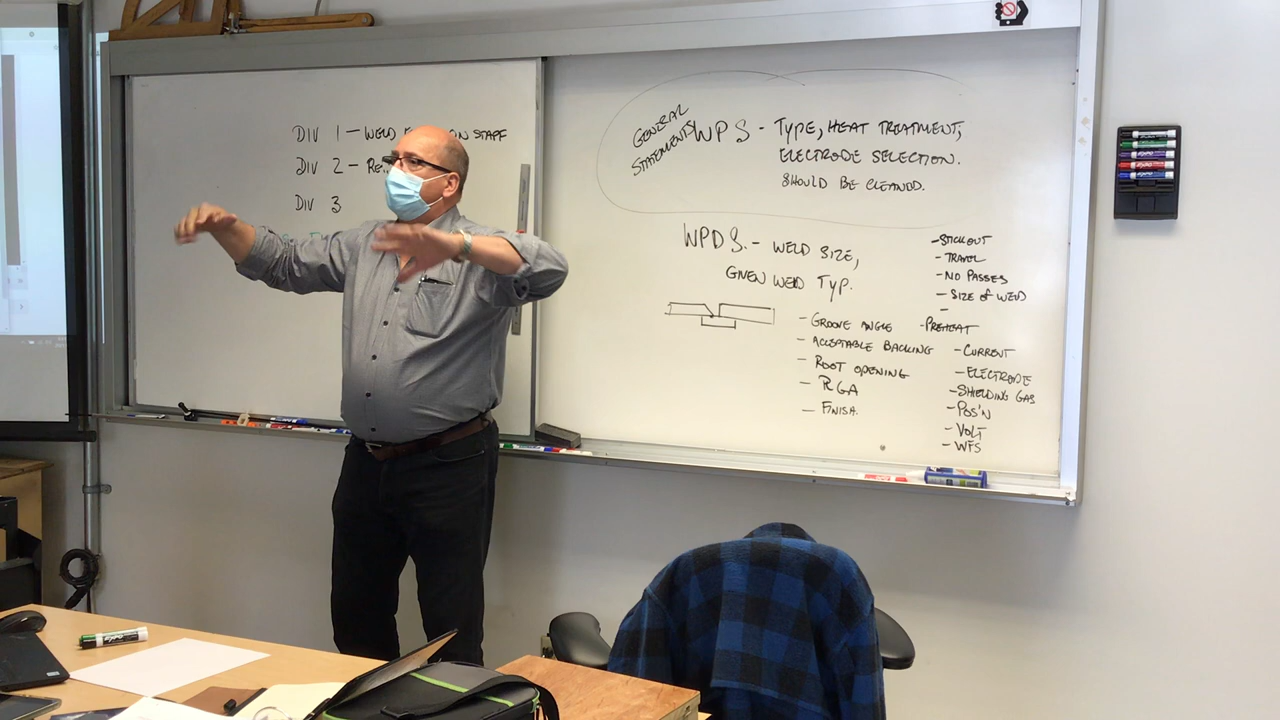 DIV 1 - WELD ON STAFF
DIV 2 -
DIV 3
GENERAL
STATEMENTS
WPS - TYPE, HEAT TREATMENT,
ELECTRODE SELECTION.
SHOULD BE CLEANED.
WPDS. - WELD SIZE,
GIVEN WELD TYP.
- STICKOUT
- TRAVEL
- NO PASSES
- SIZE OF WELD
-
- GROOVE ANGLE
- ACCEPTABLE BACKING
- ROOT OPENING
- RGA
- FINISH.
- PREHEAT
- CURRENT
- ELECTRODE
- SHIELDING GAS
- POS'N
- VOLT
- WFS